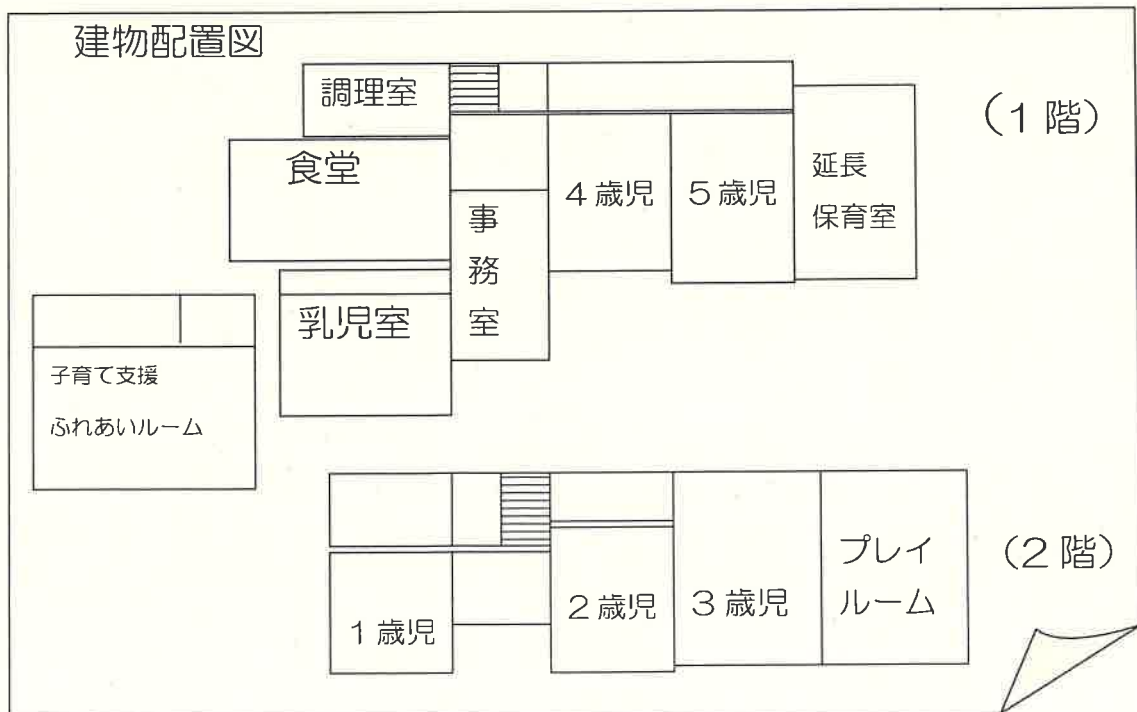 建物配置図
調理室
(1階)
食堂
4歳児
5歳児
延長
保育室
事
務
室
乳児室
子育て支援
ふれあいルーム
プレイ
ルーム
(2階)
1歳児
2歳児
3歳児